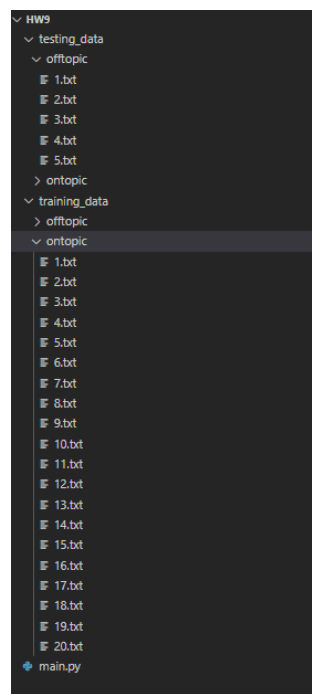 HW9
testing_data
offtopic
1.txt
2.txt
3.txt
4.txt
5.txt
ontopic
training_data
offtopic
ontopic
1.txt
2.txt
3.txt
4.txt
5.txt
6.txt
7.txt
8.txt
9.txt
10.txt
11.txt
12.txt
13.txt
14.txt
15.txt
16.txt
17.txt
18.txt
19.txt
20.txt
main.py